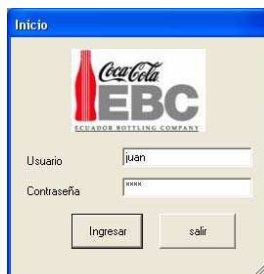 Inicio
Coca-Cola
EBC
ECUADOR BOTTLING COMPANY
Usuario juan
Contraseña ****
Ingresar salir